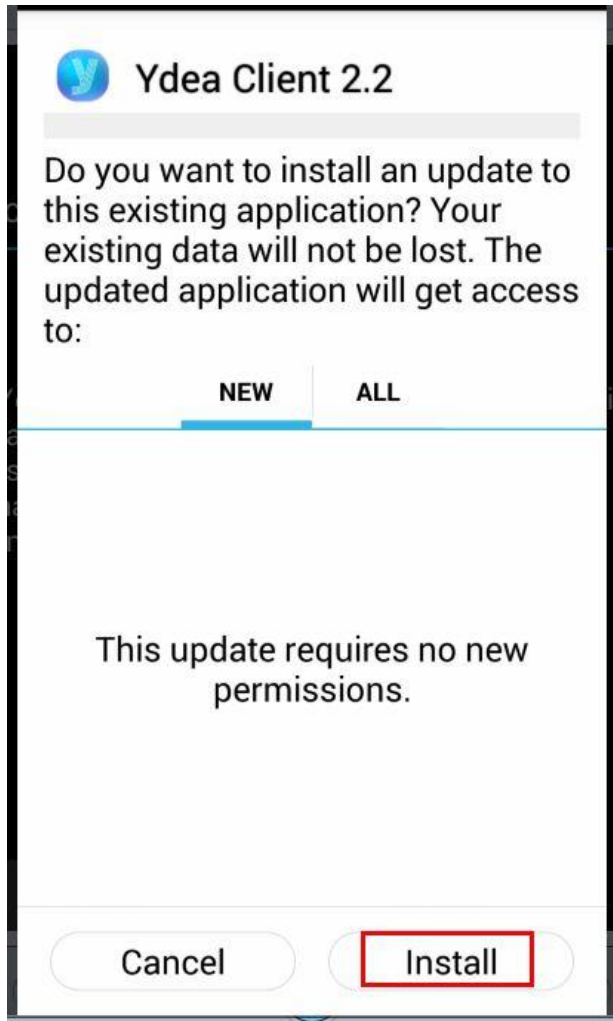 Ydea Client 2.2
Do you want to install an update to
this existing application? Your
existing data will not be lost. The
updated application will get access
to:
NEW ALL
This update requires no new
permissions.
Cancel Install